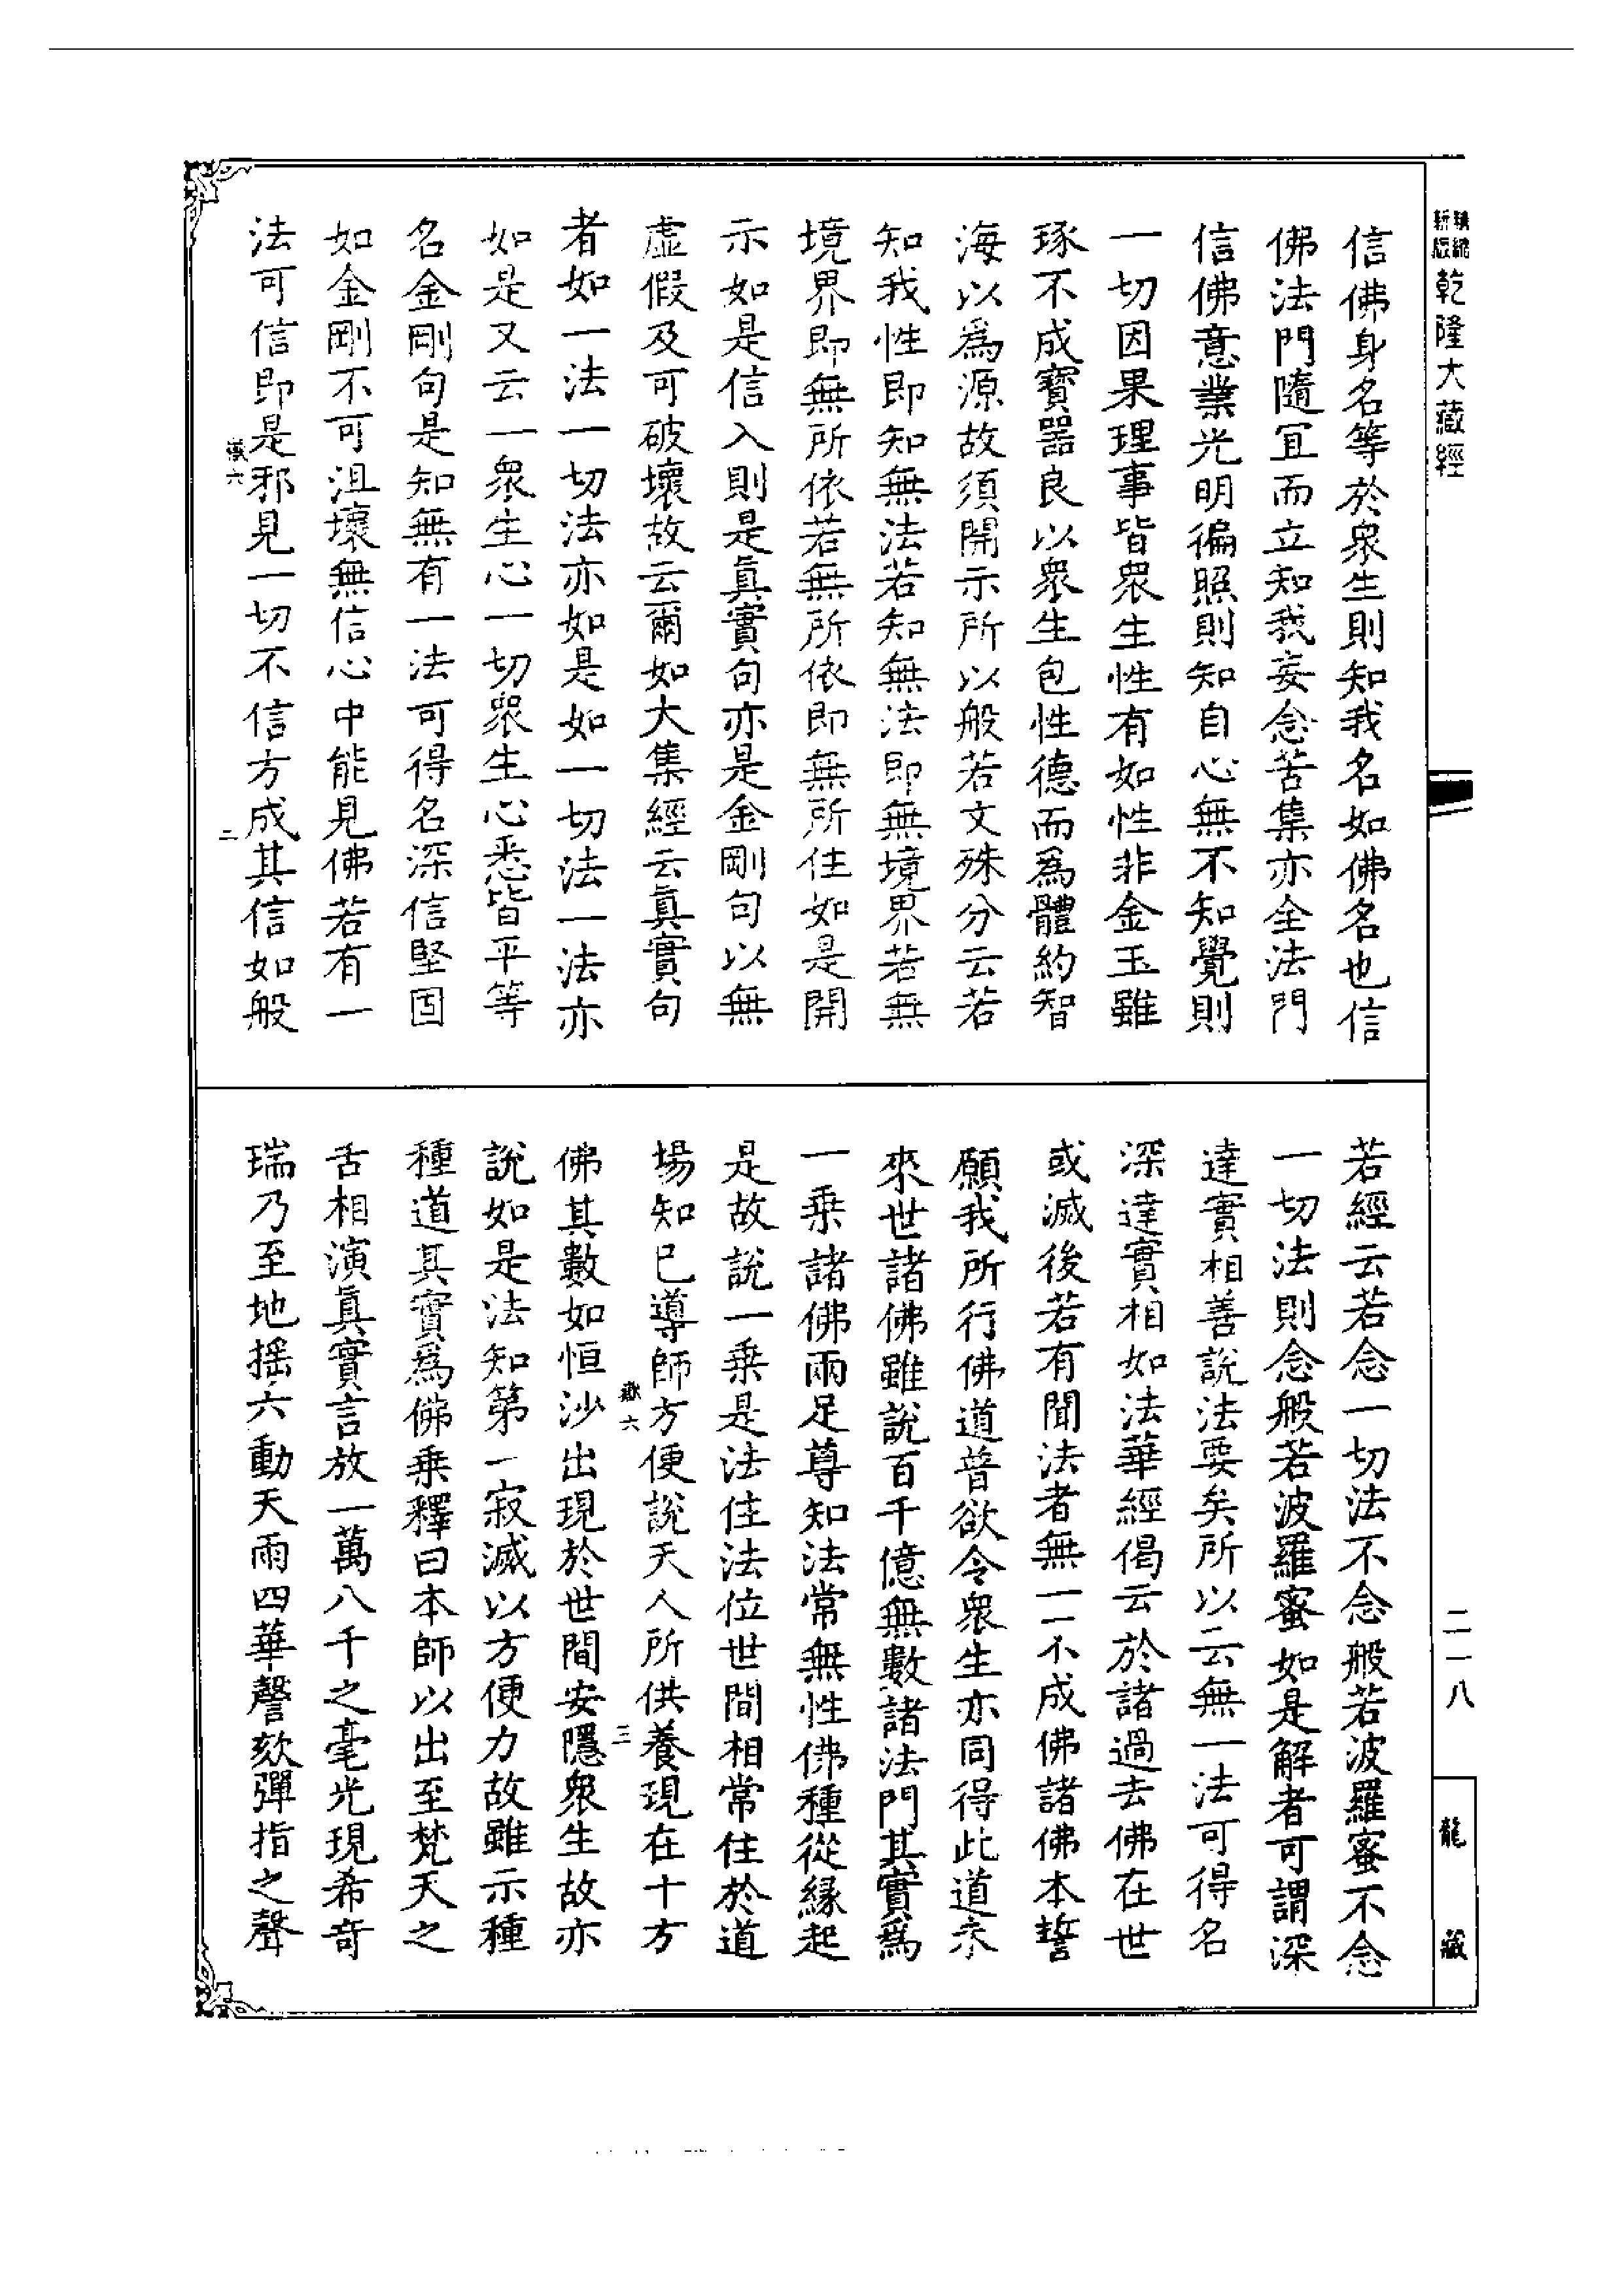 乾隆大藏經
信佛身名等於衆生則知我名如佛名也信
佛法門隨冝而立知我妄念苦集亦全法門
信佛意業光明徧照則知自心無不知覺則
一切因果理事皆衆生性有如性非金玉雖
琢不成寳器良以衆生包性德而爲體約智
海以爲源故須開示所以般若文殊分云若
知我性即知無法若知無法即無境界若無
境界即無所依若無所依即無所住如是開
示如是信入則是眞實句亦是金剛句以無
虛假及可破壞故云爾如大集經云眞實句
者如一法一切法亦如是如一切法一法亦
如是又云一衆生心一切衆生心悉皆平等
名金剛句是知無有一法可得名深信堅固
如金剛不可沮壞無信心中能見佛若有一
法可信即是邪見一切不信方成其信如般
二
若經云若念一切法不念般若波羅蜜不念
一切法則念般若波羅蜜如是解者可謂深
達實相善說法要矣所以云無一法可得名
深達實相如法華經偈云於諸過去佛在世
或滅後若有聞法者無一不成佛諸佛本誓
願我所行佛道普欲令衆生亦同得此道未
來世諸佛雖說百千億無數諸法門其實爲
一乗諸佛兩足尊知法常無性佛種從緣起
是故說一乗是法住法位世間相常住於道
場知已導師方便說天人所供養現在十方
六
三
佛其數如恒沙出現於世間安隱衆生故亦
說如是法知第一寂滅以方便力故雖示種
種道其實爲佛乗釋曰本師以出至梵天之
舌相演眞實言放一萬八千之毫光現希奇
瑞乃至地摇六動天雨四華謦欬彈指之聲
二一八
龍藏